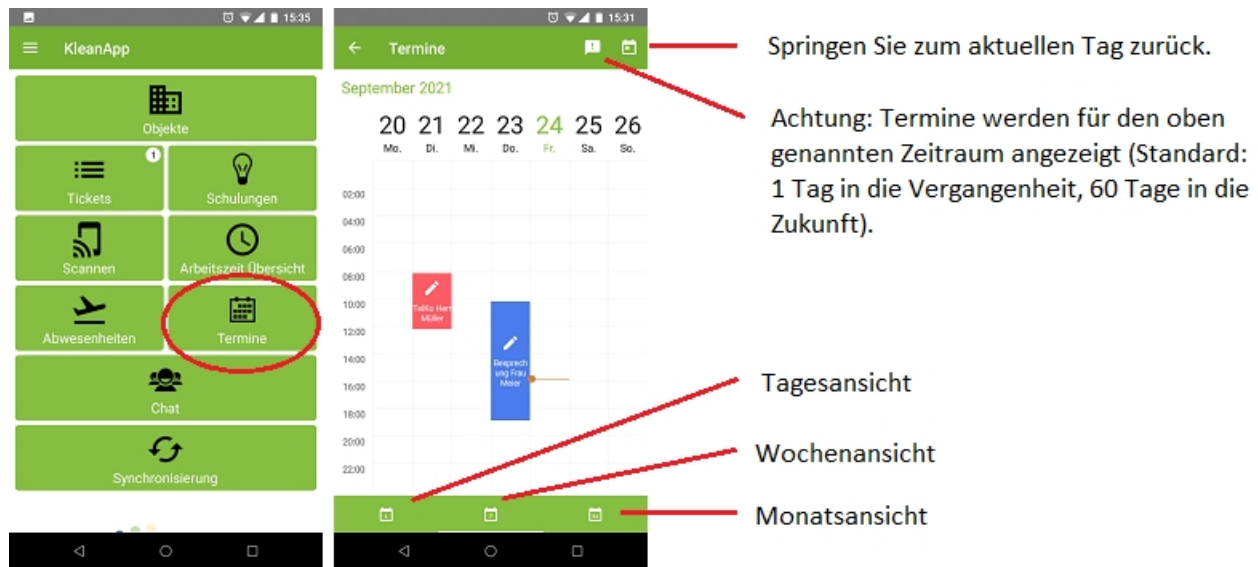 15:35
KleanApp
Objekte
1
Tickets
Schulungen
Scannen
Arbeitszeit Übersicht
Abwesenheiten
Termine
Chat
Synchronisierung
15:31
Termine
September 2021
20 21 22 23 24 25 26
Mo. Di. Mi. Do. Fr. Sa. So.
02:00
04:00
06:00
08:00
10:00
TelKo Herr
Müller
12:00
14:00
Besprech
ung Frau
Meier
16:00
18:00
20:00
22:00
Springen Sie zum aktuellen Tag zurück.
Achtung: Termine werden für den oben
genannten Zeitraum angezeigt (Standard:
1 Tag in die Vergangenheit, 60 Tage in die
Zukunft).
Tagesansicht
Wochenansicht
Monatsansicht